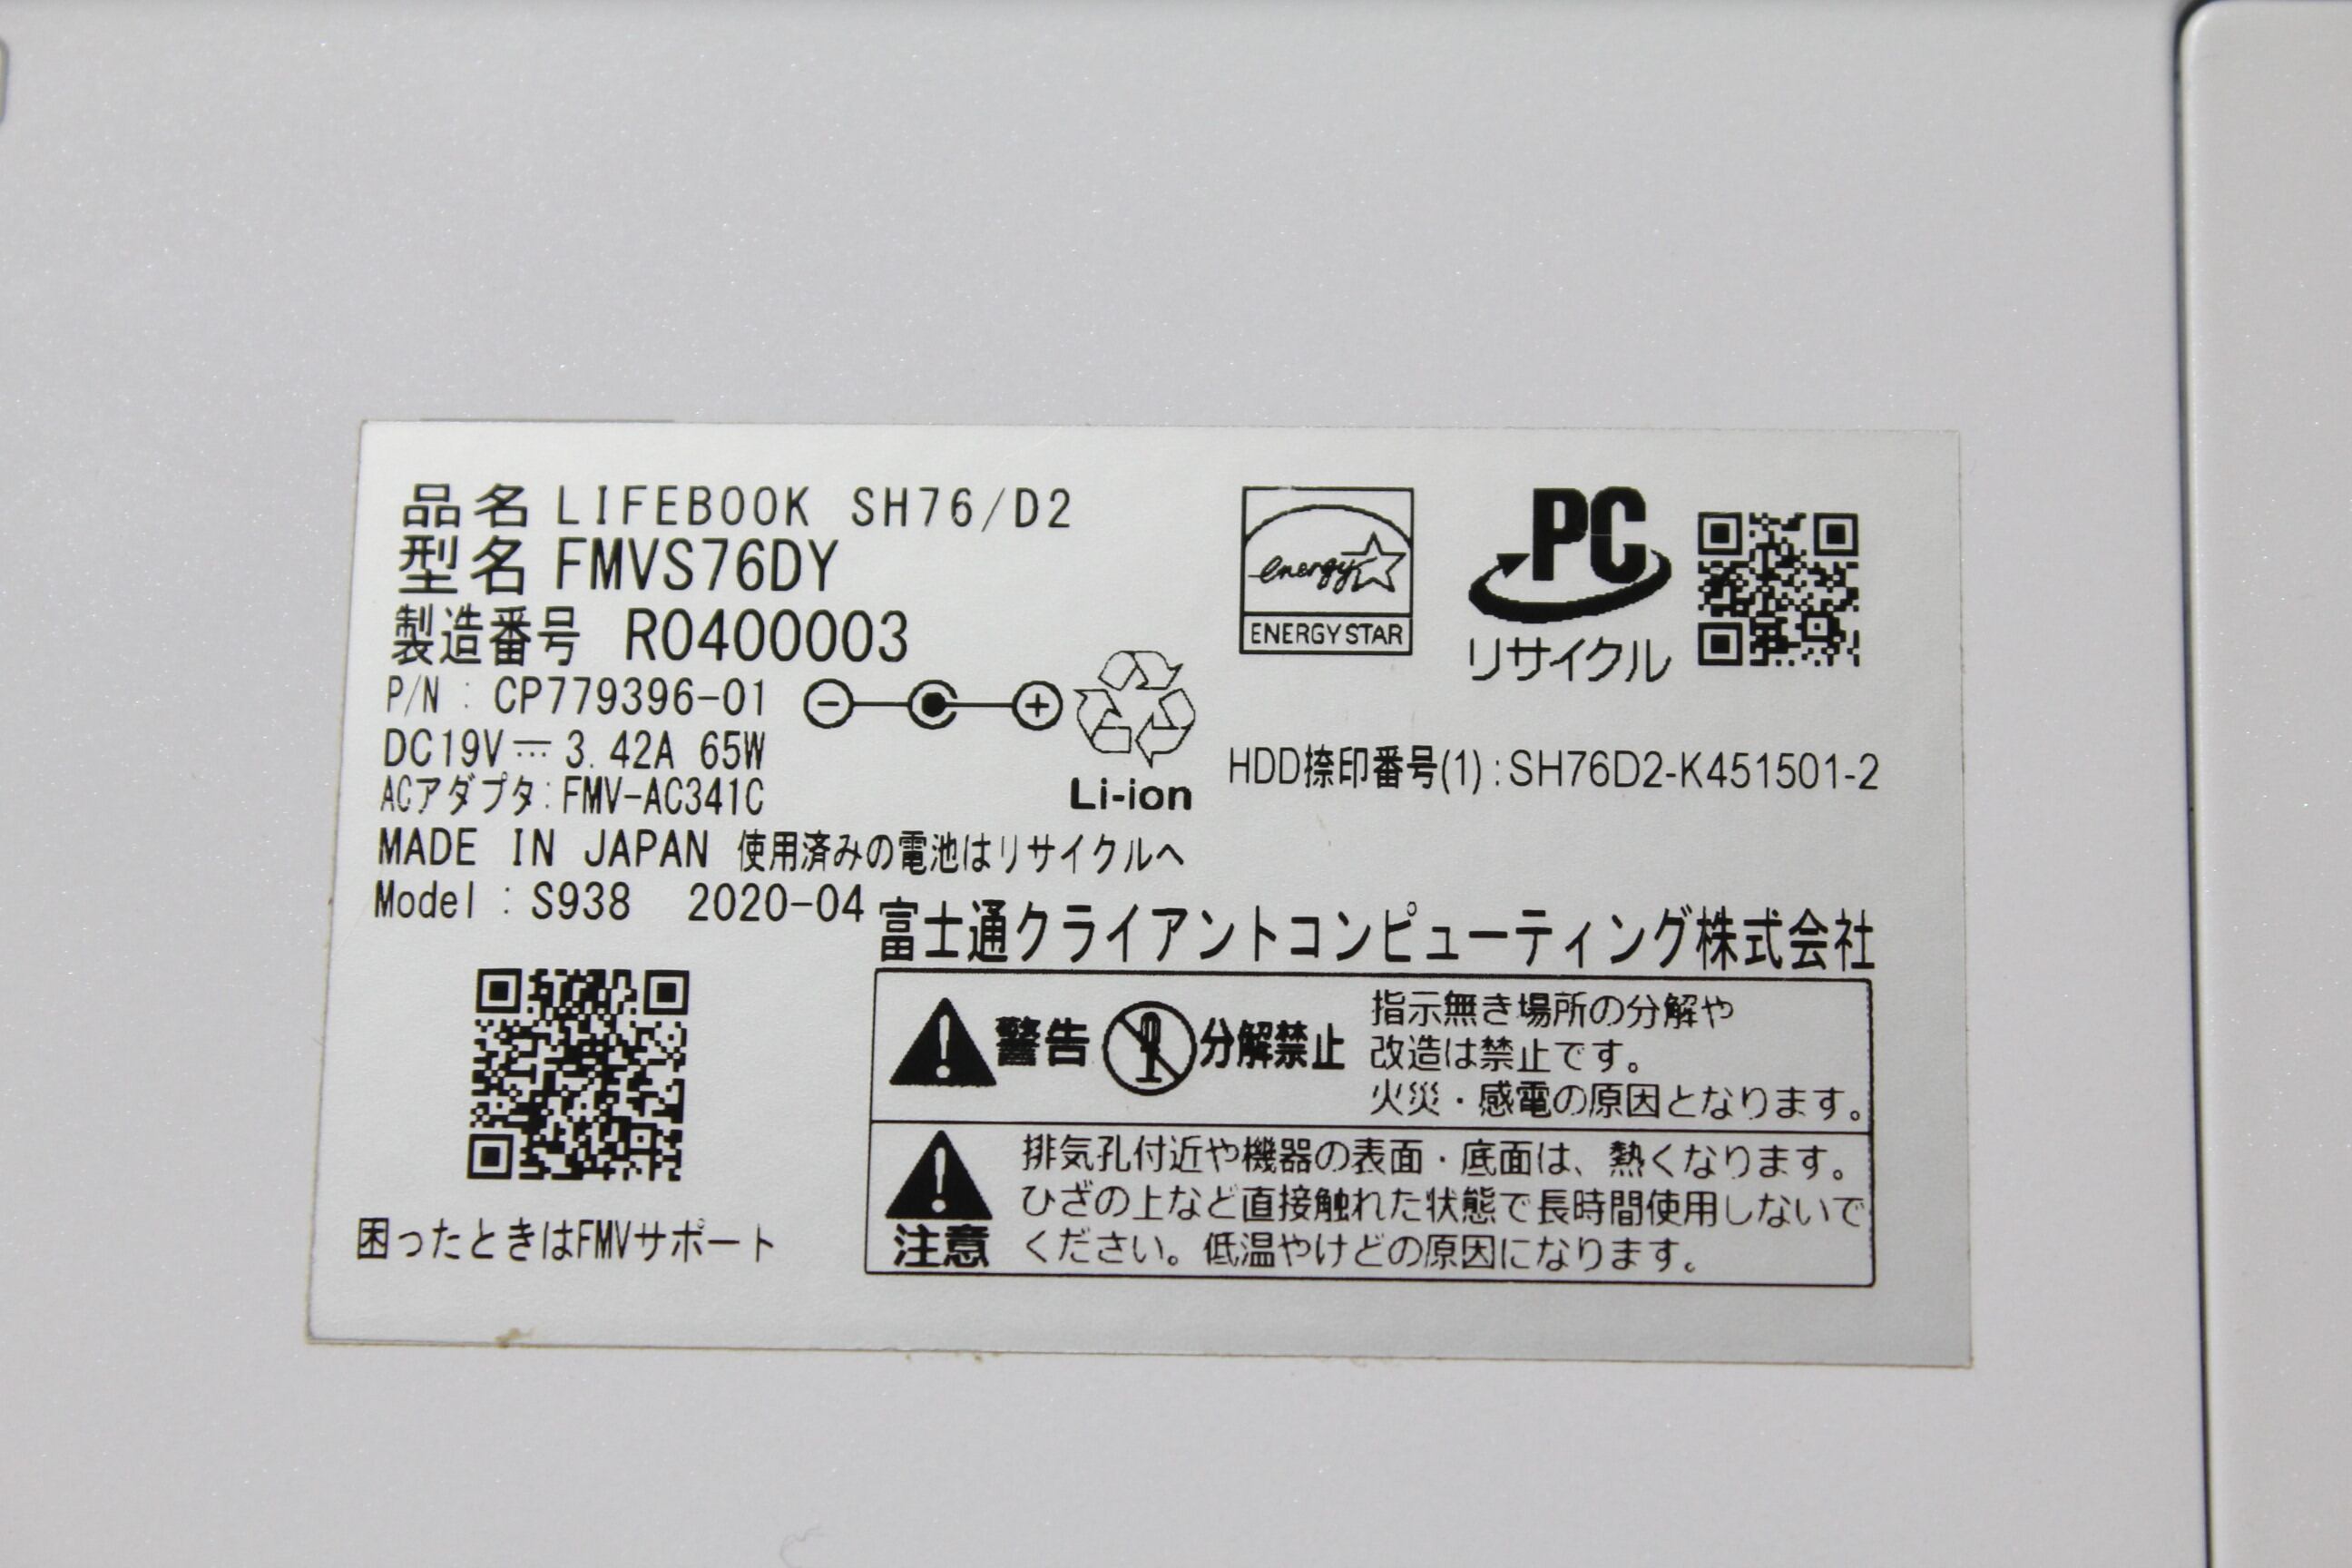 品名 LIFEBOOK SH76/D2
型名 FMVS76DY
製造番号 R0400003
P/N : CP779396-01
DC19V⎓3.42A 65W
ACアダプタ:FMV-AC341C
Li-ion
MADE IN JAPAN 使用済みの電池はリサイクルへ
Model : S938 2020-04
energy
ENERGY STAR
PC
リサイクル
HDD捺印番号(1):SH76D2-K451501-2
富士通クライアントコンピューティング株式会社
警告 分解禁止
指示無き場所の分解や
改造は禁止です。
火災・感電の原因となります。
注意
排気孔付近や機器の表面・底面は、熱くなります。
ひざの上など直接触れた状態で長時間使用しないで
ください。低温やけどの原因になります。
困ったときはFMVサポート